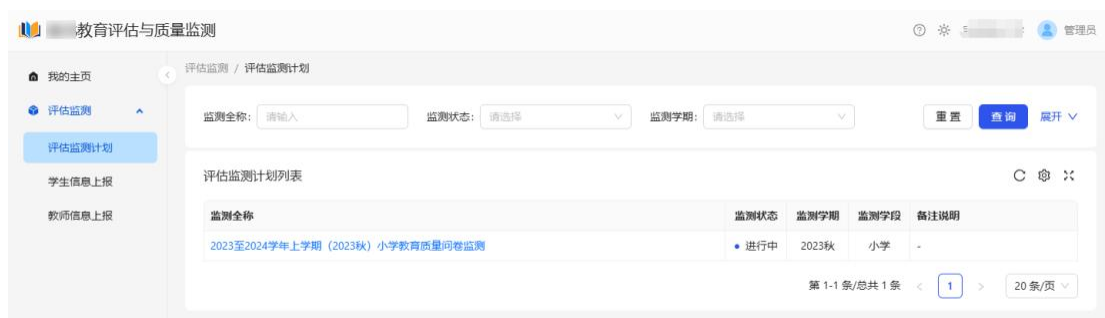 教育评估与质量监测
管理员
我的主页
评估监测 / 评估监测计划
评估监测
监测全称: 请输入 监测状态: 请选择 监测学期: 请选择 重置 查询 展开
评估监测计划
学生信息上报
教师信息上报
评估监测计划列表
监测全称 监测状态 监测学期 监测学段 备注说明
2023至2024学年上学期（2023秋）小学教育质量问卷监测 进行中 2023秋 小学 -
第 1-1 条/总共 1 条 < 1 > 20 条/页